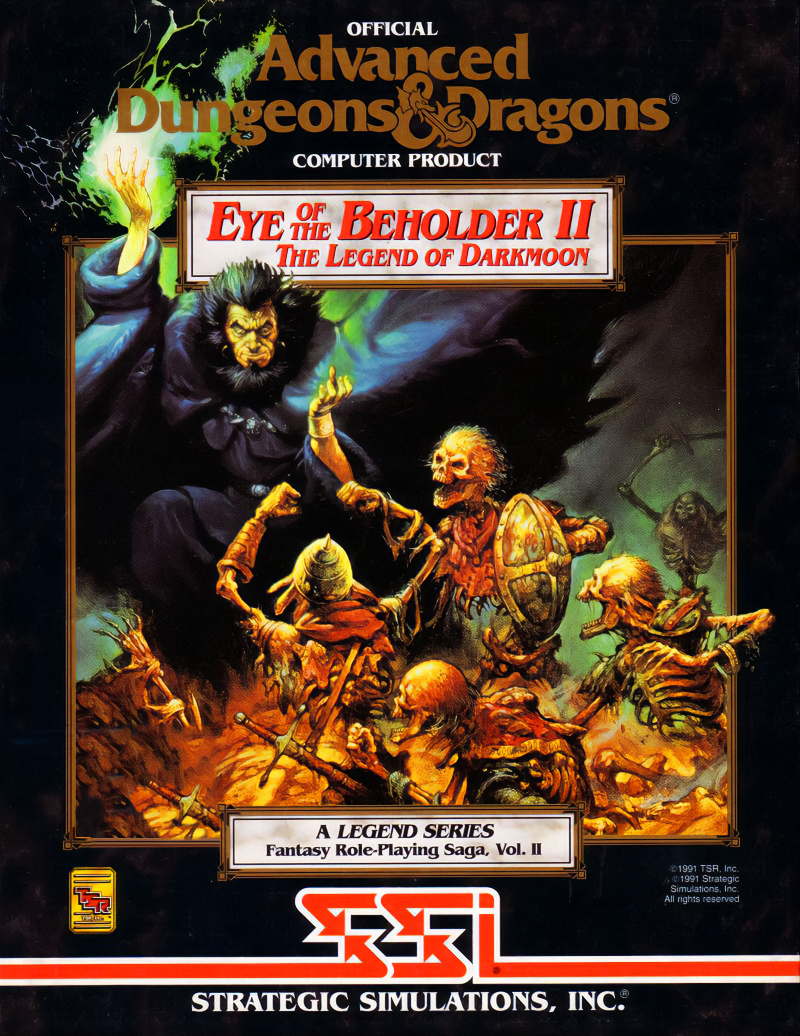 OFFICIAL
Advanced
Dungeons & Dragons®
COMPUTER PRODUCT
EYE OF THE BEHOLDER II
THE LEGEND OF DARKMOON
A LEGEND SERIES
Fantasy Role-Playing Saga, Vol. II
©1991 TSR, Inc.
©1991 Strategic
Simulations, Inc.
All rights reserved
TSR
SSi®
STRATEGIC SIMULATIONS, INC.®